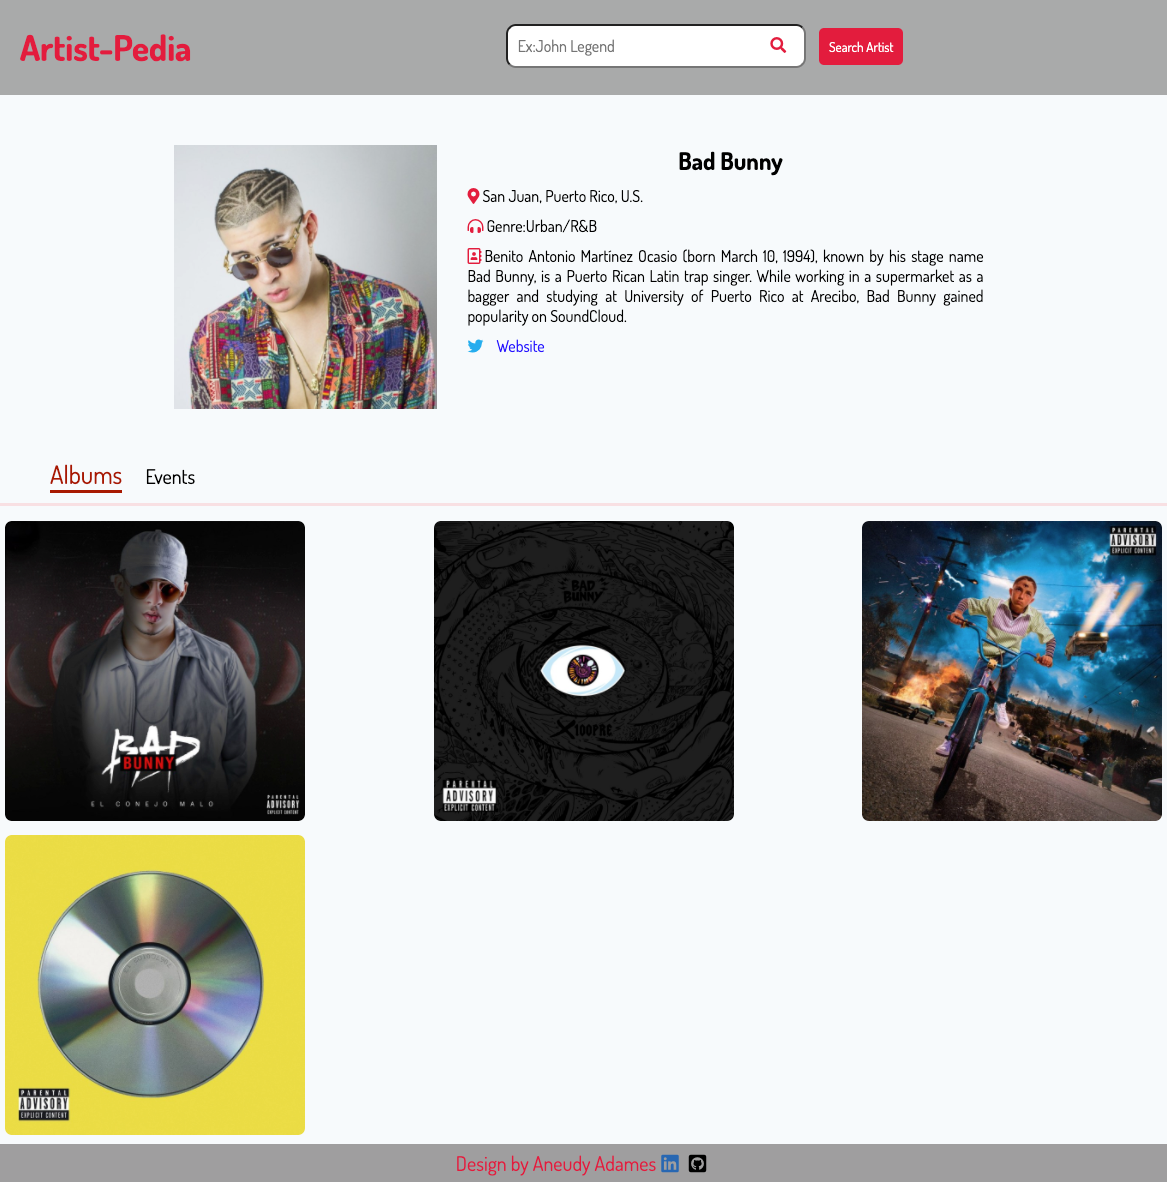 Artist-Pedia
Ex:John Legend
Search Artist
Bad Bunny
San Juan, Puerto Rico, U.S.
Genre:Urban/R&B
Benito Antonio Martínez Ocasio (born March 10, 1994), known by his stage name
Bad Bunny, is a Puerto Rican Latin trap singer. While working in a supermarket as a
bagger and studying at University of Puerto Rico at Arecibo, Bad Bunny gained
popularity on SoundCloud.
Website
Albums
Events
BAD
BUNNY
EL CONEJO MALO
PARENTAL
ADVISORY
EXPLICIT CONTENT
BAD
BUNNY
X100PRE
PARENTAL
ADVISORY
EXPLICIT CONTENT
PARENTAL
ADVISORY
EXPLICIT CONTENT
PARENTAL
ADVISORY
EXPLICIT CONTENT
Design by Aneudy Adames